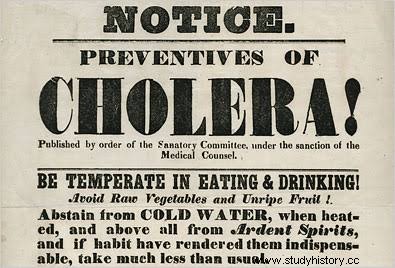 NOTICE.
PREVENTIVES OF
CHOLERA!
Published by order of the Sanatory Committee, under the sanction of the
Medical Counsel.
BE TEMPERATE IN EATING & DRINKING!
Avoid Raw Vegetables and Unripe Fruit !.
Abstain from COLD WATER, when heat-
ed, and above all from Ardent Spirits,
and if habit have rendered them indispens-
able, take much less than usual.
www.studyhistory.cc